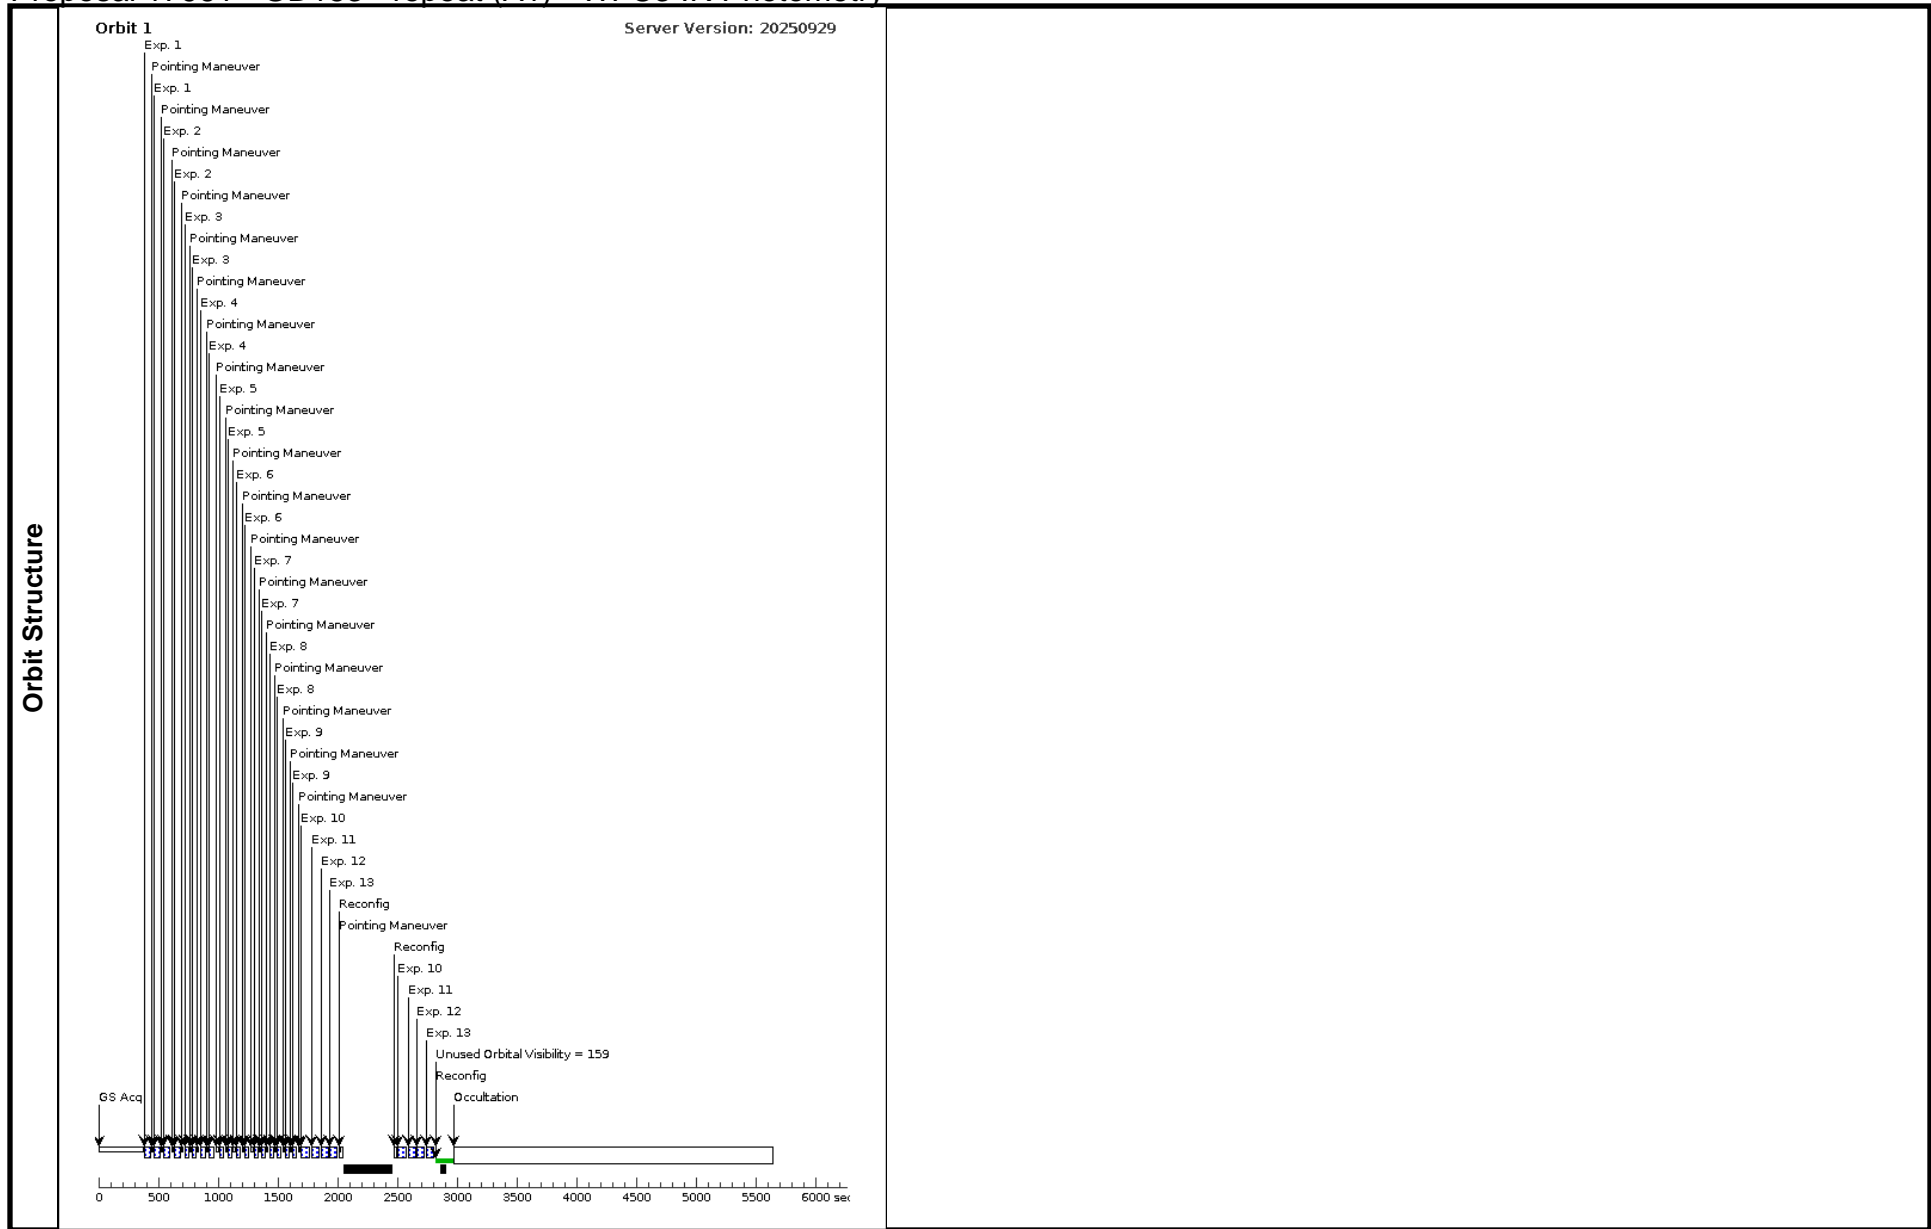 Orbit Structure
Orbit 1
Server Version: 20250929
Exp. 1
Pointing Maneuver
Exp. 1
Pointing Maneuver
Exp. 2
Pointing Maneuver
Exp. 2
Pointing Maneuver
Exp. 3
Pointing Maneuver
Exp. 3
Pointing Maneuver
Exp. 4
Pointing Maneuver
Exp. 4
Pointing Maneuver
Exp. 5
Pointing Maneuver
Exp. 5
Pointing Maneuver
Exp. 6
Pointing Maneuver
Exp. 6
Pointing Maneuver
Exp. 7
Pointing Maneuver
Exp. 7
Pointing Maneuver
Exp. 8
Pointing Maneuver
Exp. 8
Pointing Maneuver
Exp. 9
Pointing Maneuver
Exp. 9
Pointing Maneuver
Exp. 10
Exp. 11
Exp. 12
Exp. 13
Reconfig
Pointing Maneuver
Reconfig
Exp. 10
Exp. 11
Exp. 12
Exp. 13
Unused Orbital Visibility = 159
Reconfig
GS Acq
Occultation
0 500 1000 1500 2000 2500 3000 3500 4000 4500 5000 5500 6000 sec